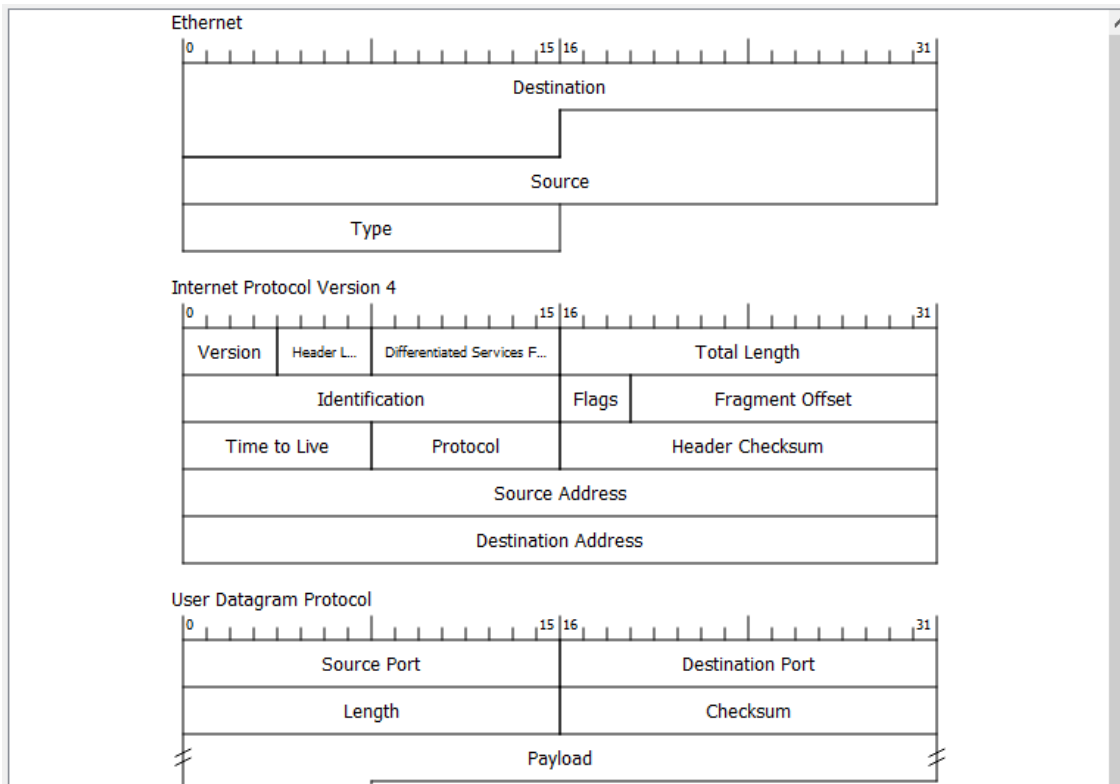 Ethernet
0 15 16 31
Destination
Source
Type
Internet Protocol Version 4
0 15 16 31
Version Header L... Differentiated Services F... Total Length
Identification Flags Fragment Offset
Time to Live Protocol Header Checksum
Source Address
Destination Address
User Datagram Protocol
0 15 16 31
Source Port Destination Port
Length Checksum
Payload